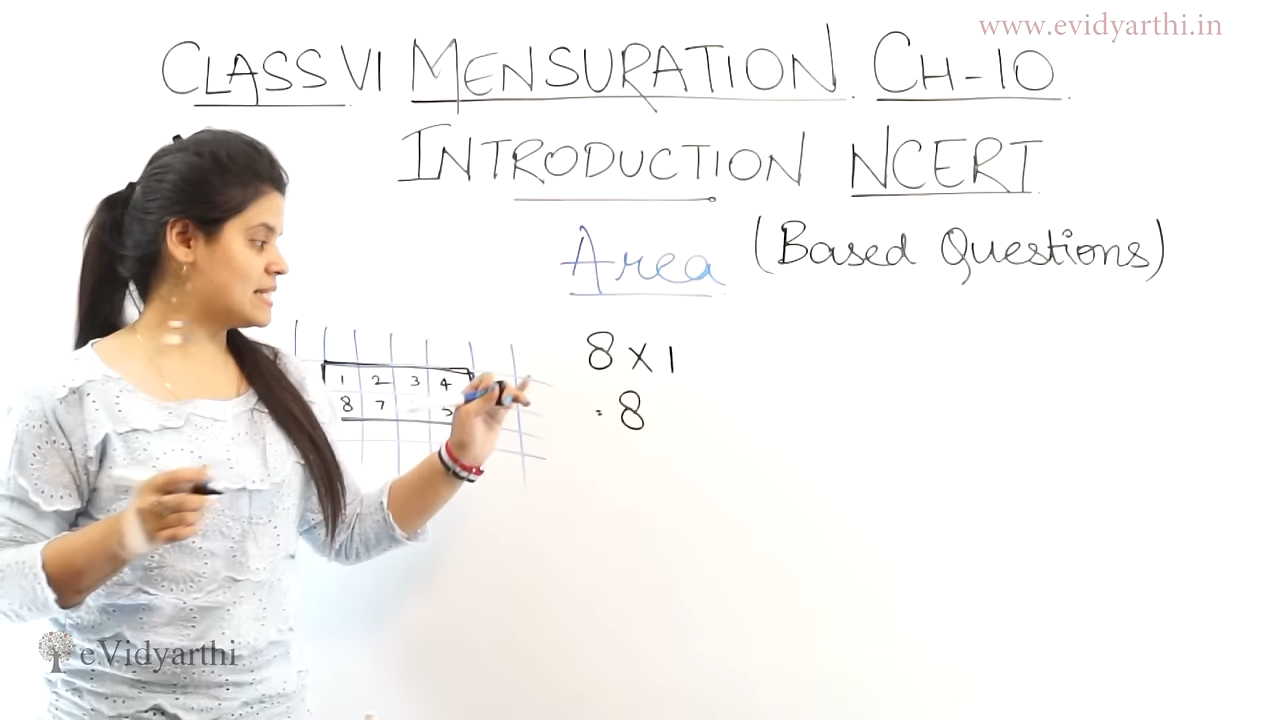 www.evidyarthi.in
CLASS VI MENSURATION CH-10
INTRODUCTION NCERT
Area (Based Questions)
8 × 1
= 8
1 2 3 4
8 7
eVidyarthi